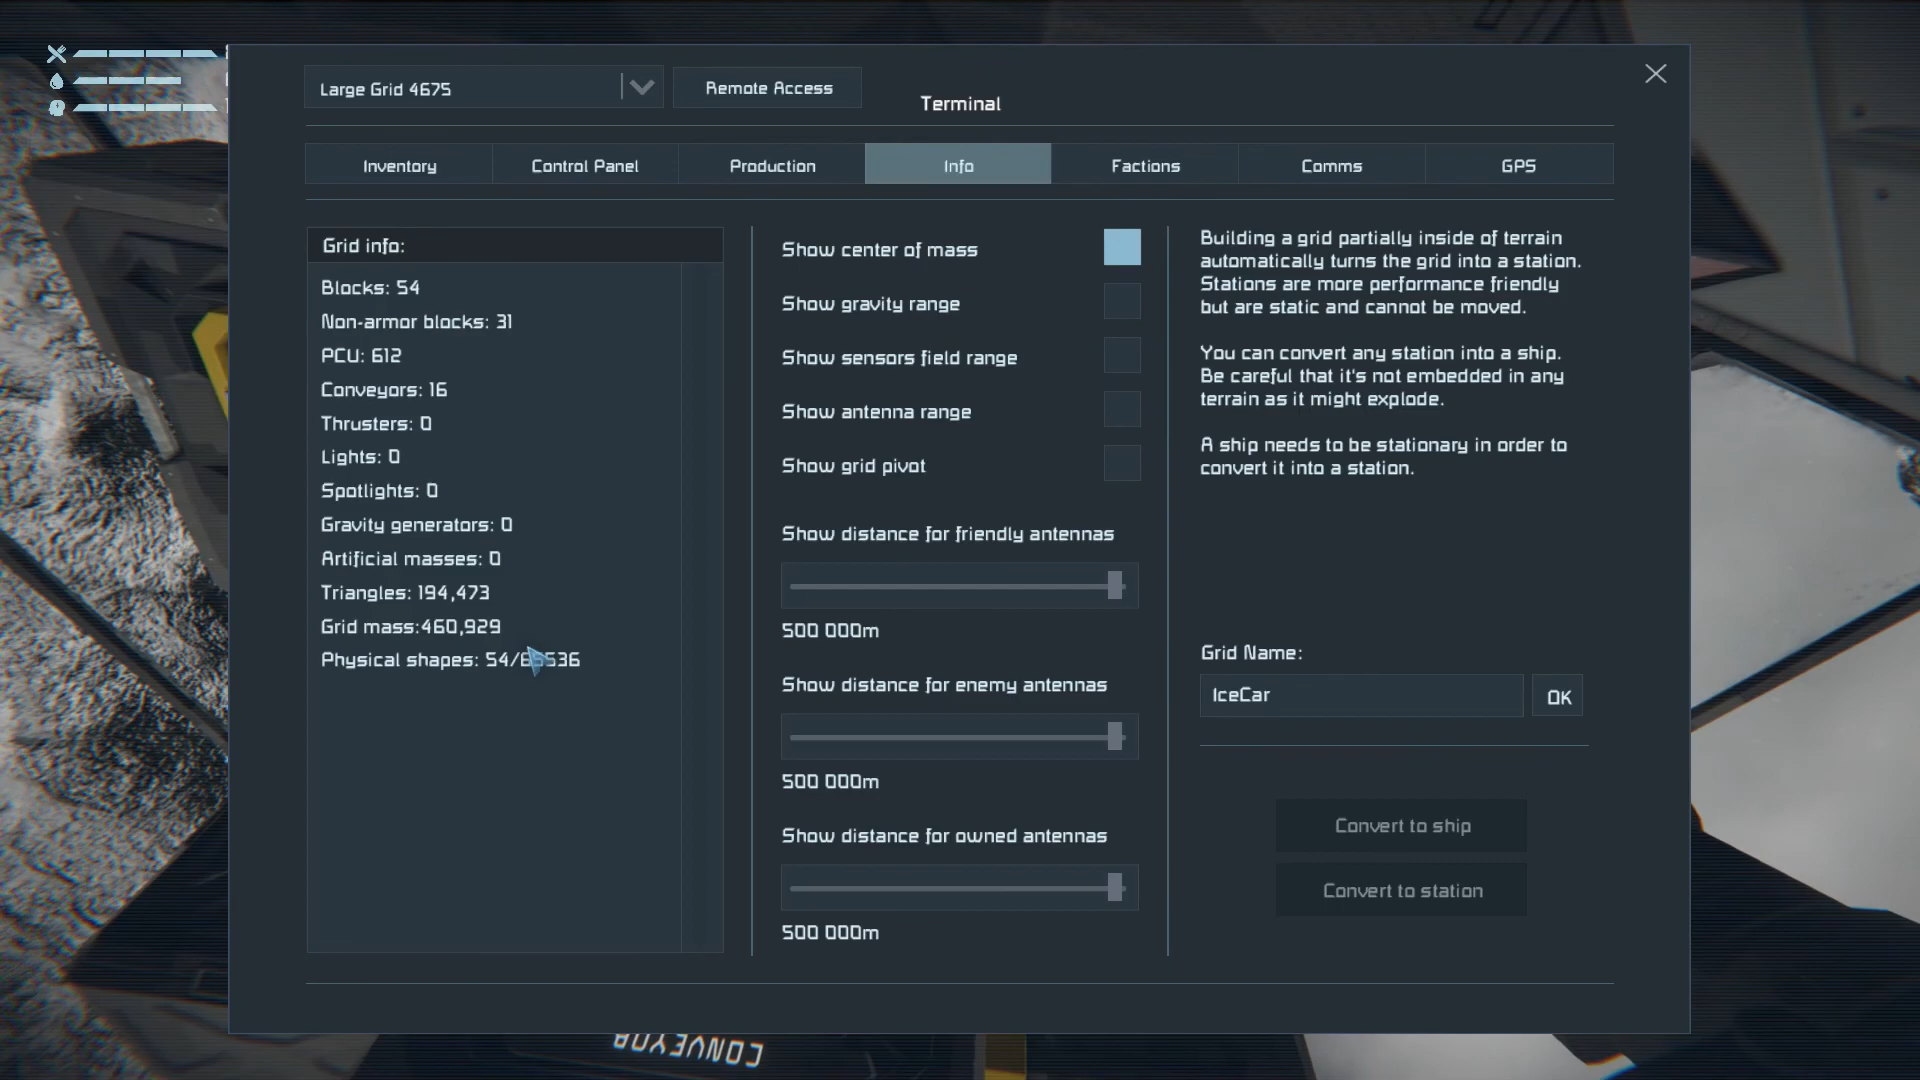 Large Grid 4675
Remote Access
Terminal
Inventory
Control Panel
Production
Info
Factions
Comms
GPS
Grid info:
Blocks: 54
Non-armor blocks: 31
PCU: 612
Conveyors: 16
Thrusters: 0
Lights: 0
Spotlights: 0
Gravity generators: 0
Artificial masses: 0
Triangles: 194,473
Grid mass:460,929
Physical shapes: 54/65536
Show center of mass
Show gravity range
Show sensors field range
Show antenna range
Show grid pivot
Show distance for friendly antennas
500 000m
Show distance for enemy antennas
500 000m
Show distance for owned antennas
500 000m
Building a grid partially inside of terrain
automatically turns the grid into a station.
Stations are more performance friendly
but are static and cannot be moved.
You can convert any station into a ship.
Be careful that it's not embedded in any
terrain as it might explode.
A ship needs to be stationary in order to
convert it into a station.
Grid Name:
IceCar
OK
Convert to ship
Convert to station
CONVEYOR